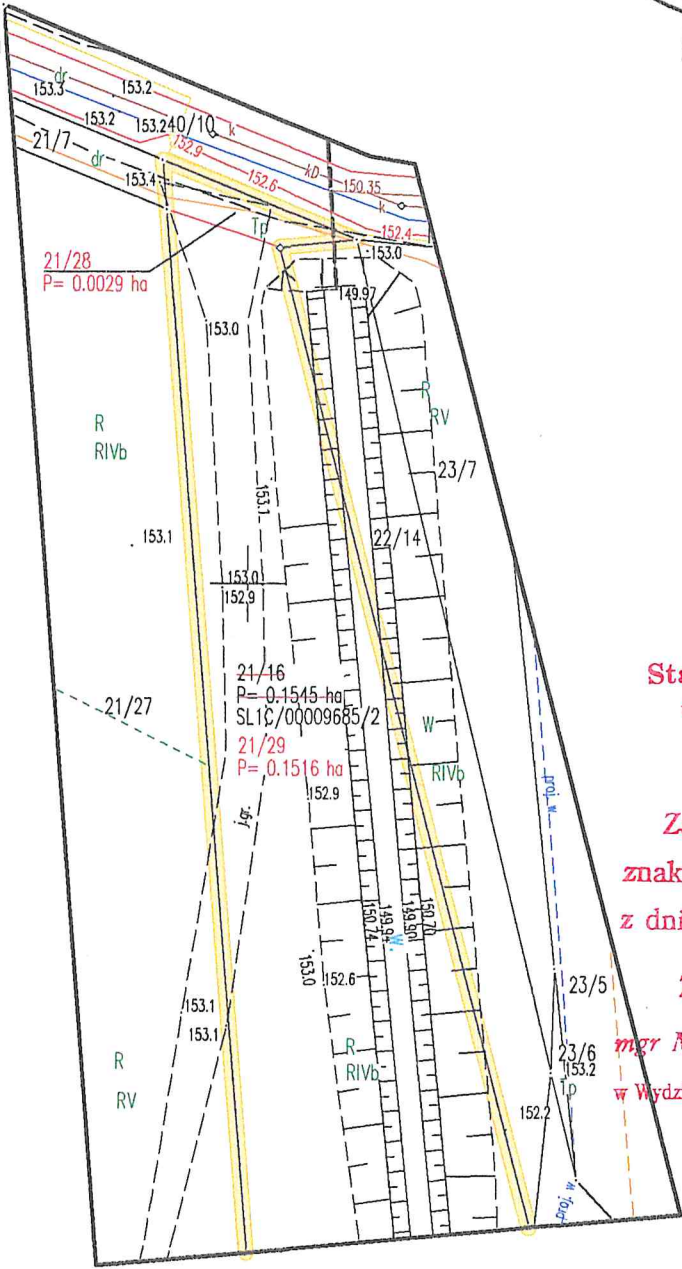 dr
153.3
153.2
153.2
153.2
40/10
k
21/7
dr
152.9
kD
150.35
152.6
k
153.4
Tp
152.4
153.0
21/28
P= 0.0029 ha
149.97
153.0
R
RIVb
R
RV
23/7
153.1
153.1
22/14
153.0
152.9
21/16
P= 0.1545 ha
SL1C/00009685/2
21/27
21/29
P= 0.1516 ha
W
RIVb
proj. w.
j.gr.
152.9
150.74
149.94
W.
149.90
150.70
153.0
152.6
23/5
153.1
153.1
R
RV
R
RIVb
23/6
153.2
Tp
152.2
proj. w
Sta
Z
znak
z dni
mgr
w Wydz